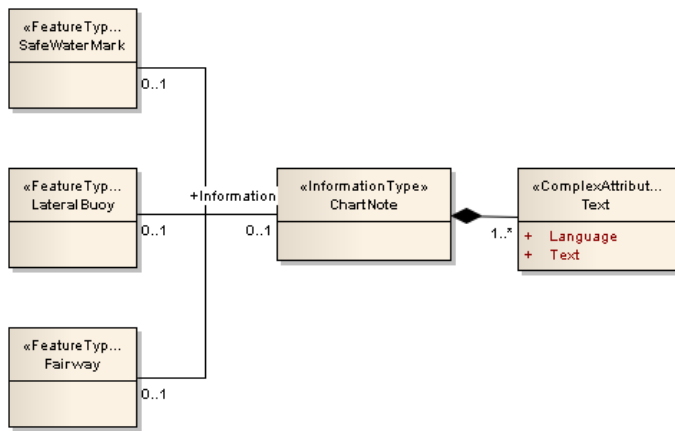 «FeatureTyp...
SafeWaterMark
0..1
«FeatureTyp...
LateralBuoy
0..1
+Information
0..1
«InformationType»
ChartNote
1..*
«ComplexAttribut...
Text
+ Language
+ Text
«FeatureTyp...
Fairway
0..1